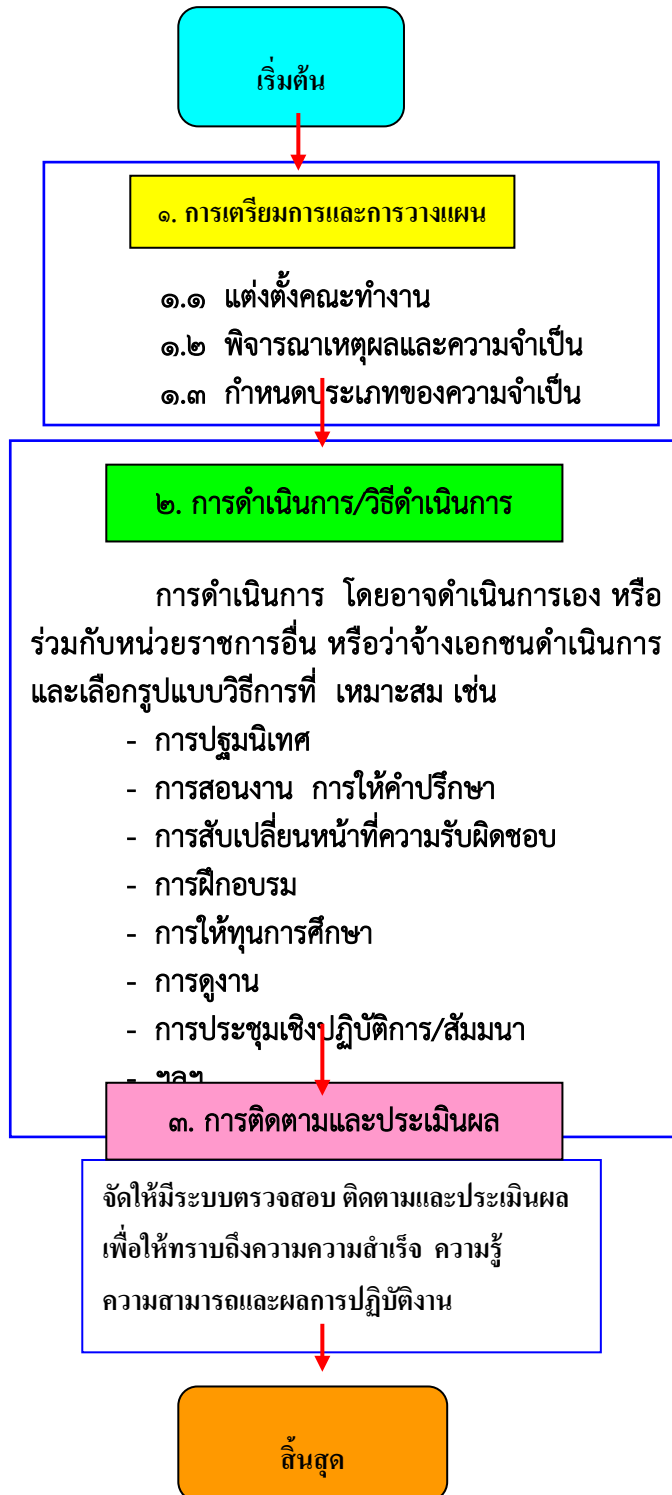 เริ่มต้น
๑. การเตรียมการและการวางแผน
๑.๑ แต่งตั้งคณะทำงาน
๑.๒ พิจารณาเหตุผลและความจำเป็น
๑.๓ กำหนดประเภทของความจำเป็น
๒. การดำเนินการ/วิธีดำเนินการ
การดำเนินการ โดยอาจดำเนินการเอง หรือ
ร่วมกับหน่วยราชการอื่น หรือว่าจ้างเอกชนดำเนินการ
และเลือกรูปแบบวิธีการที่ เหมาะสม เช่น
- การปฐมนิเทศ
- การสอนงาน การให้คำปรึกษา
- การสับเปลี่ยนหน้าที่ความรับผิดชอบ
- การฝึกอบรม
- การให้ทุนการศึกษา
- การดูงาน
- การประชุมเชิงปฏิบัติการ/สัมมนา
- ฯลฯ
๓. การติดตามและประเมินผล
จัดให้มีระบบตรวจสอบ ติดตามและประเมินผล
เพื่อให้ทราบถึงความความสำเร็จ ความรู้
ความสามารถและผลการปฏิบัติงาน
สิ้นสุด